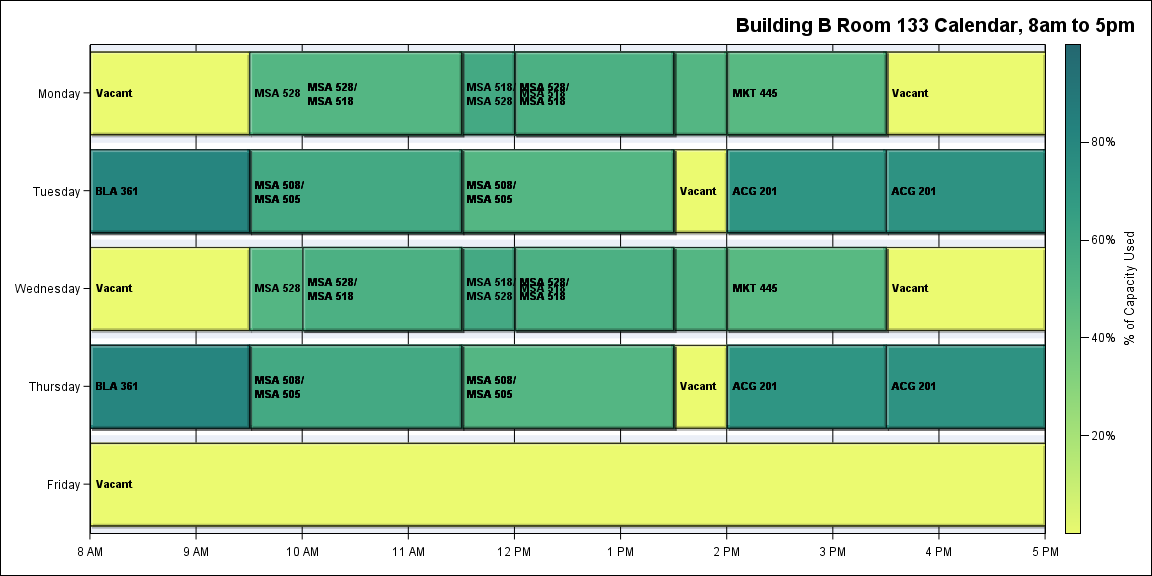 Building B Room 133 Calendar, 8am to 5pm
Monday
Vacant
MSA 528
MSA 528/
MSA 518
MSA 518/
MSA 528
MSA 528/
MSA 518
MKT 445
Vacant
Tuesday
BLA 361
MSA 508/
MSA 505
MSA 508/
MSA 505
Vacant
ACG 201
ACG 201
Wednesday
Vacant
MSA 528
MSA 528/
MSA 518
MSA 518/
MSA 528
MSA 528/
MSA 518
MKT 445
Vacant
Thursday
BLA 361
MSA 508/
MSA 505
MSA 508/
MSA 505
Vacant
ACG 201
ACG 201
Friday
Vacant
8 AM
9 AM
10 AM
11 AM
12 PM
1 PM
2 PM
3 PM
4 PM
5 PM
80%
60%
40%
20%
% of Capacity Used